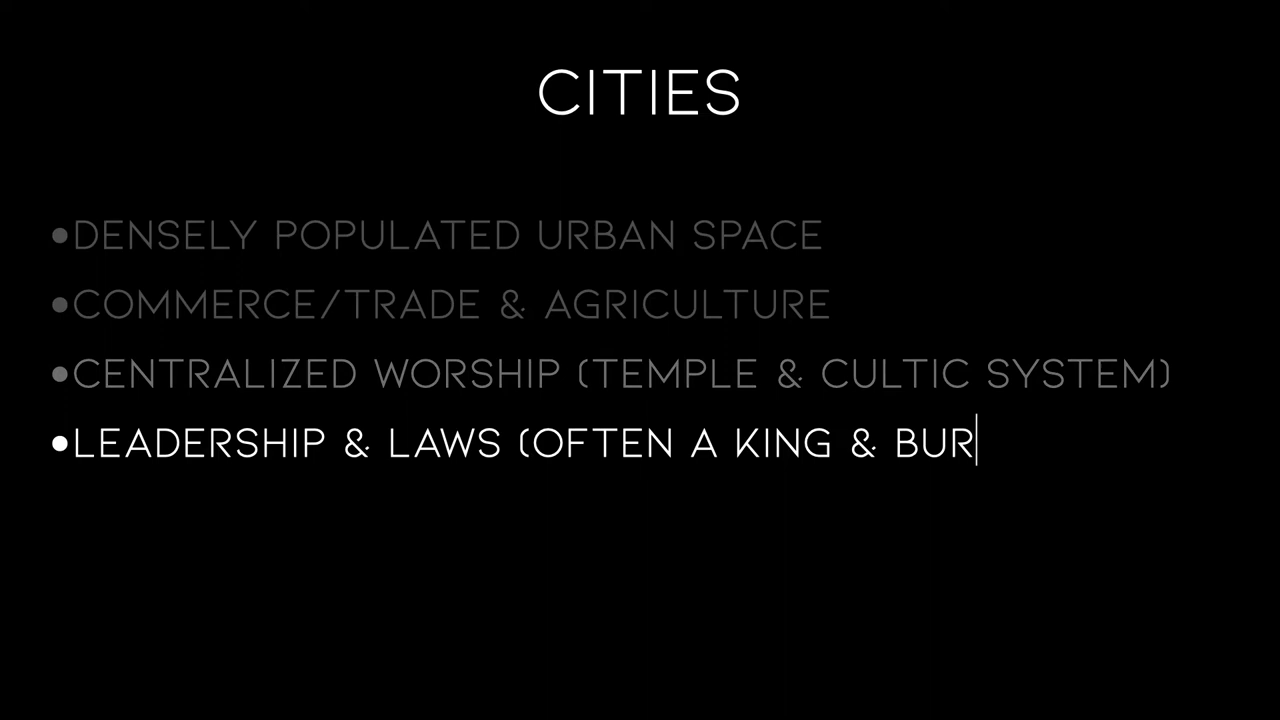 CITIES
•DENSELY POPULATED URBAN SPACE
•COMMERCE/TRADE & AGRICULTURE
•CENTRALIZED WORSHIP (TEMPLE & CULTIC SYSTEM)
•LEADERSHIP & LAWS (OFTEN A KING & BUR